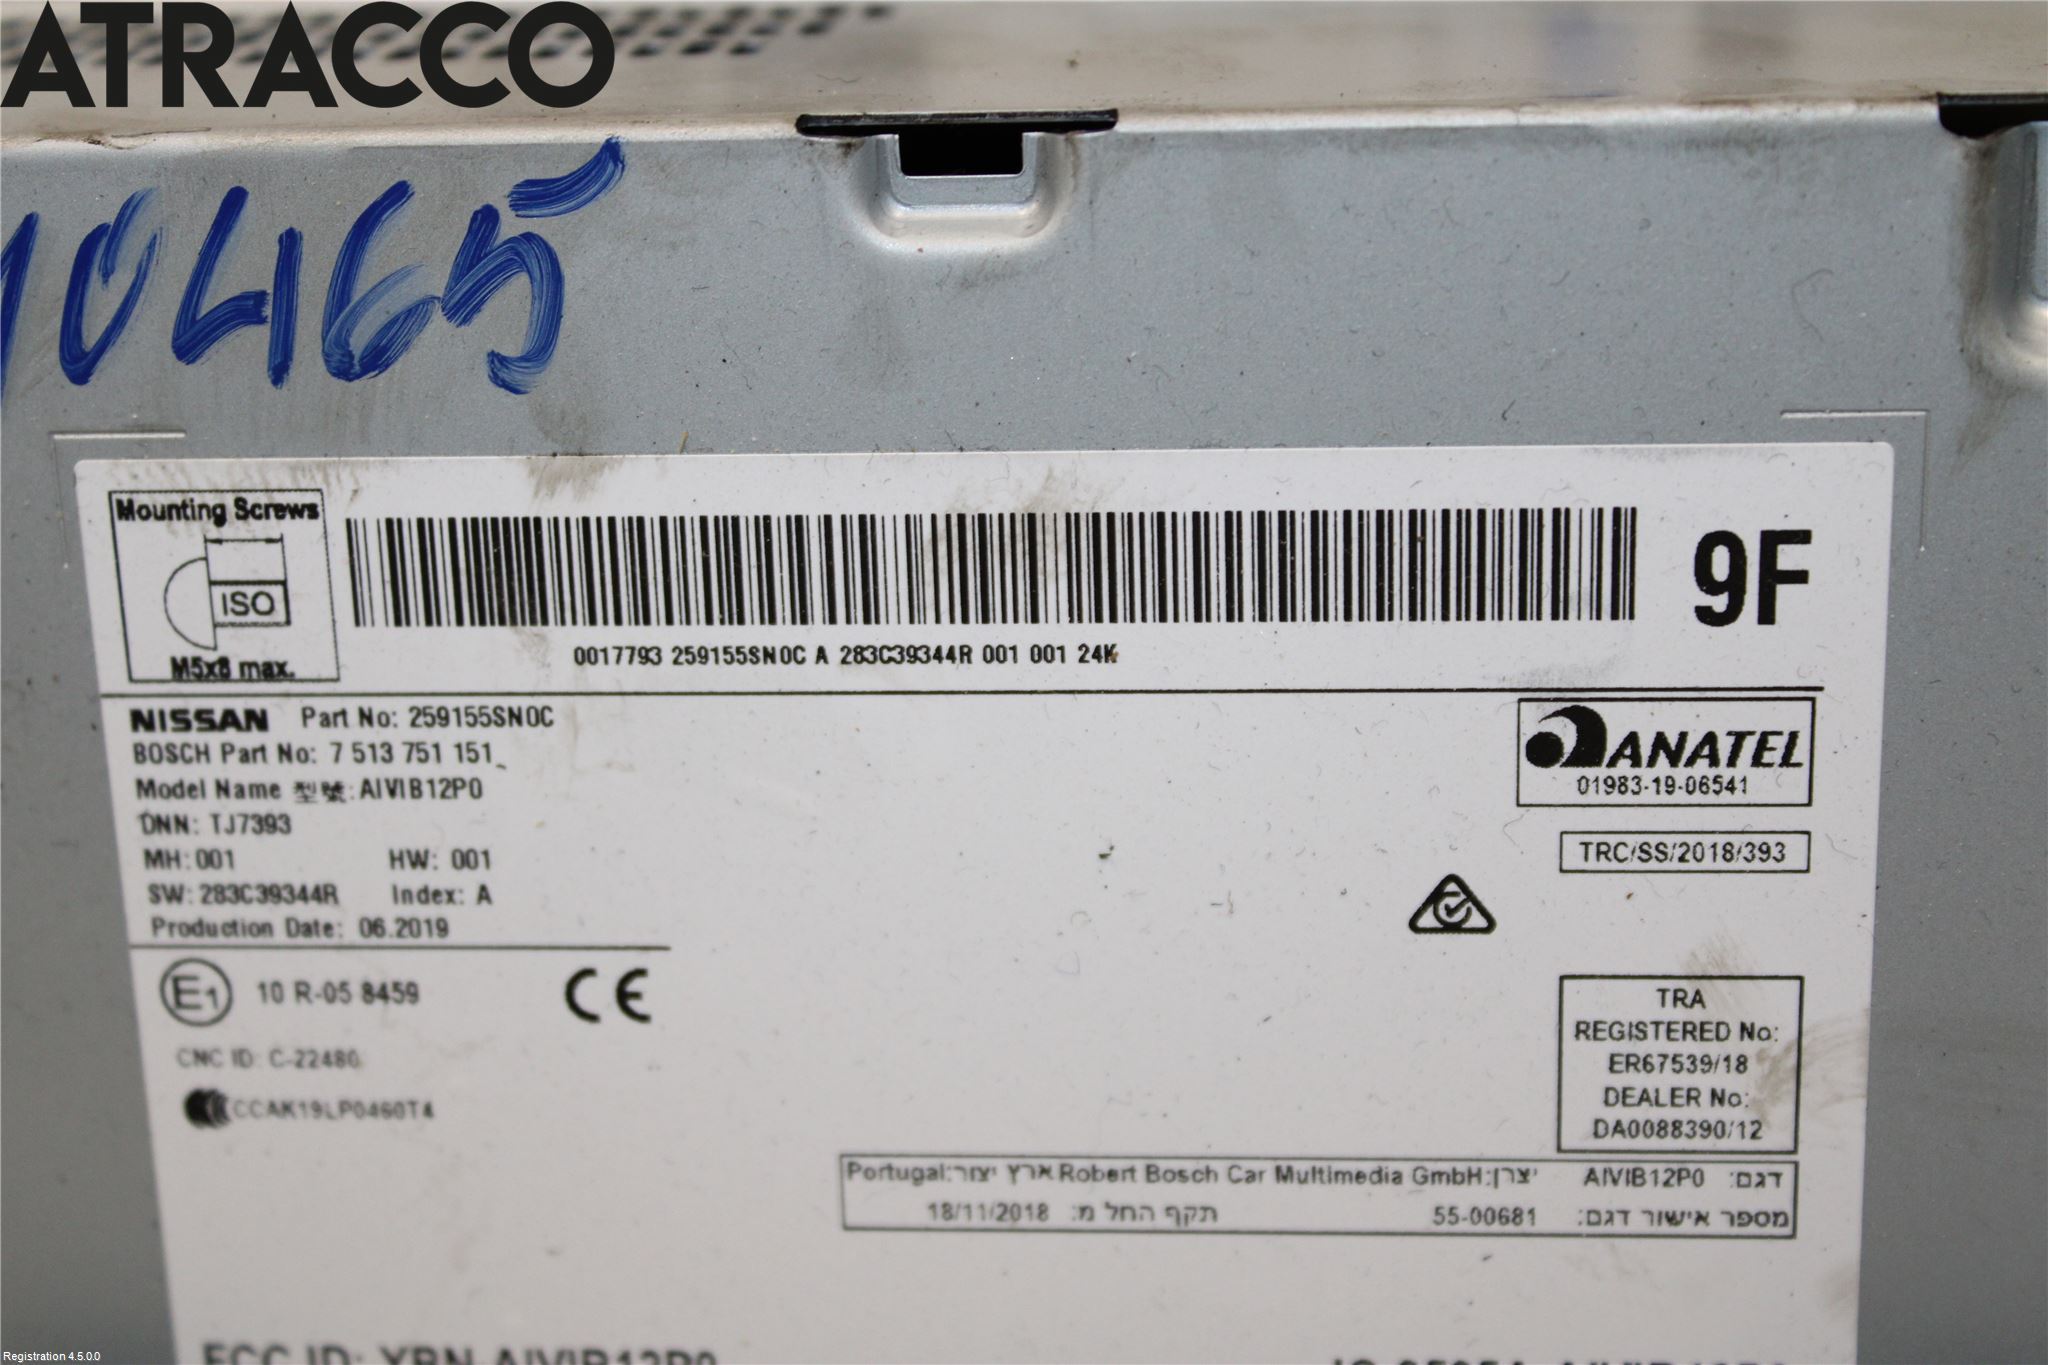 ATRACCO
10465
Mounting Screws
ISO
M5x8 max.
9F
0017793 259155SN0C A 283C39344R 001 001 24K
NISSAN Part No: 259155SN0C
BOSCH Part No: 7 513 751 151
Model Name 型號: AIVIB12P0
DNN: TJ7393
MH: 001 HW: 001
SW: 283C39344R Index: A
Production Date: 06.2019
ANATEL
01983-19-06541
TRC/SS/2018/393
E1 10 R-05 8459 CE
CNC ID: C-22480
CCAK19LP0460T4
TRA
REGISTERED No:
ER67539/18
DEALER No:
DA0088390/12
דגם: AIVIB12P0 יצרן: Robert Bosch Car Multimedia GmbH ארץ יצור: Portugal
מספר אישור דגם: 55-00681 תקף החל מ: 18/11/2018
FCC ID: YBN-AIVIB12P0
Registration 4.5.0.0